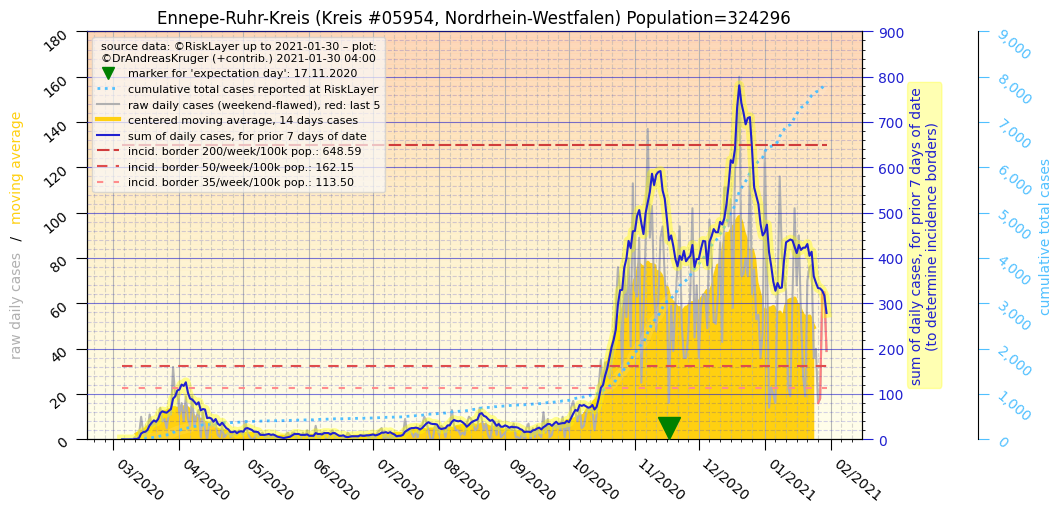 Ennepe-Ruhr-Kreis (Kreis #05954, Nordrhein-Westfalen) Population=324296
source data: ©RiskLayer up to 2021-01-30 – plot:
©DrAndreasKruger (+contrib.) 2021-01-30 04:00
marker for 'expectation day': 17.11.2020
cumulative total cases reported at RiskLayer
raw daily cases (weekend-flawed), red: last 5
centered moving average, 14 days cases
sum of daily cases, for prior 7 days of date
incid. border 200/week/100k pop.: 648.59
incid. border 50/week/100k pop.: 162.15
incid. border 35/week/100k pop.: 113.50
raw daily cases / moving average
180
160
140
120
100
80
60
40
20
0
03/2020
04/2020
05/2020
06/2020
07/2020
08/2020
09/2020
10/2020
11/2020
12/2020
01/2021
02/2021
900
800
700
600
500
400
300
200
100
0
sum of daily cases, for prior 7 days of date
(to determine incidence borders)
9,000
8,000
7,000
6,000
5,000
4,000
3,000
2,000
1,000
0
cumulative total cases